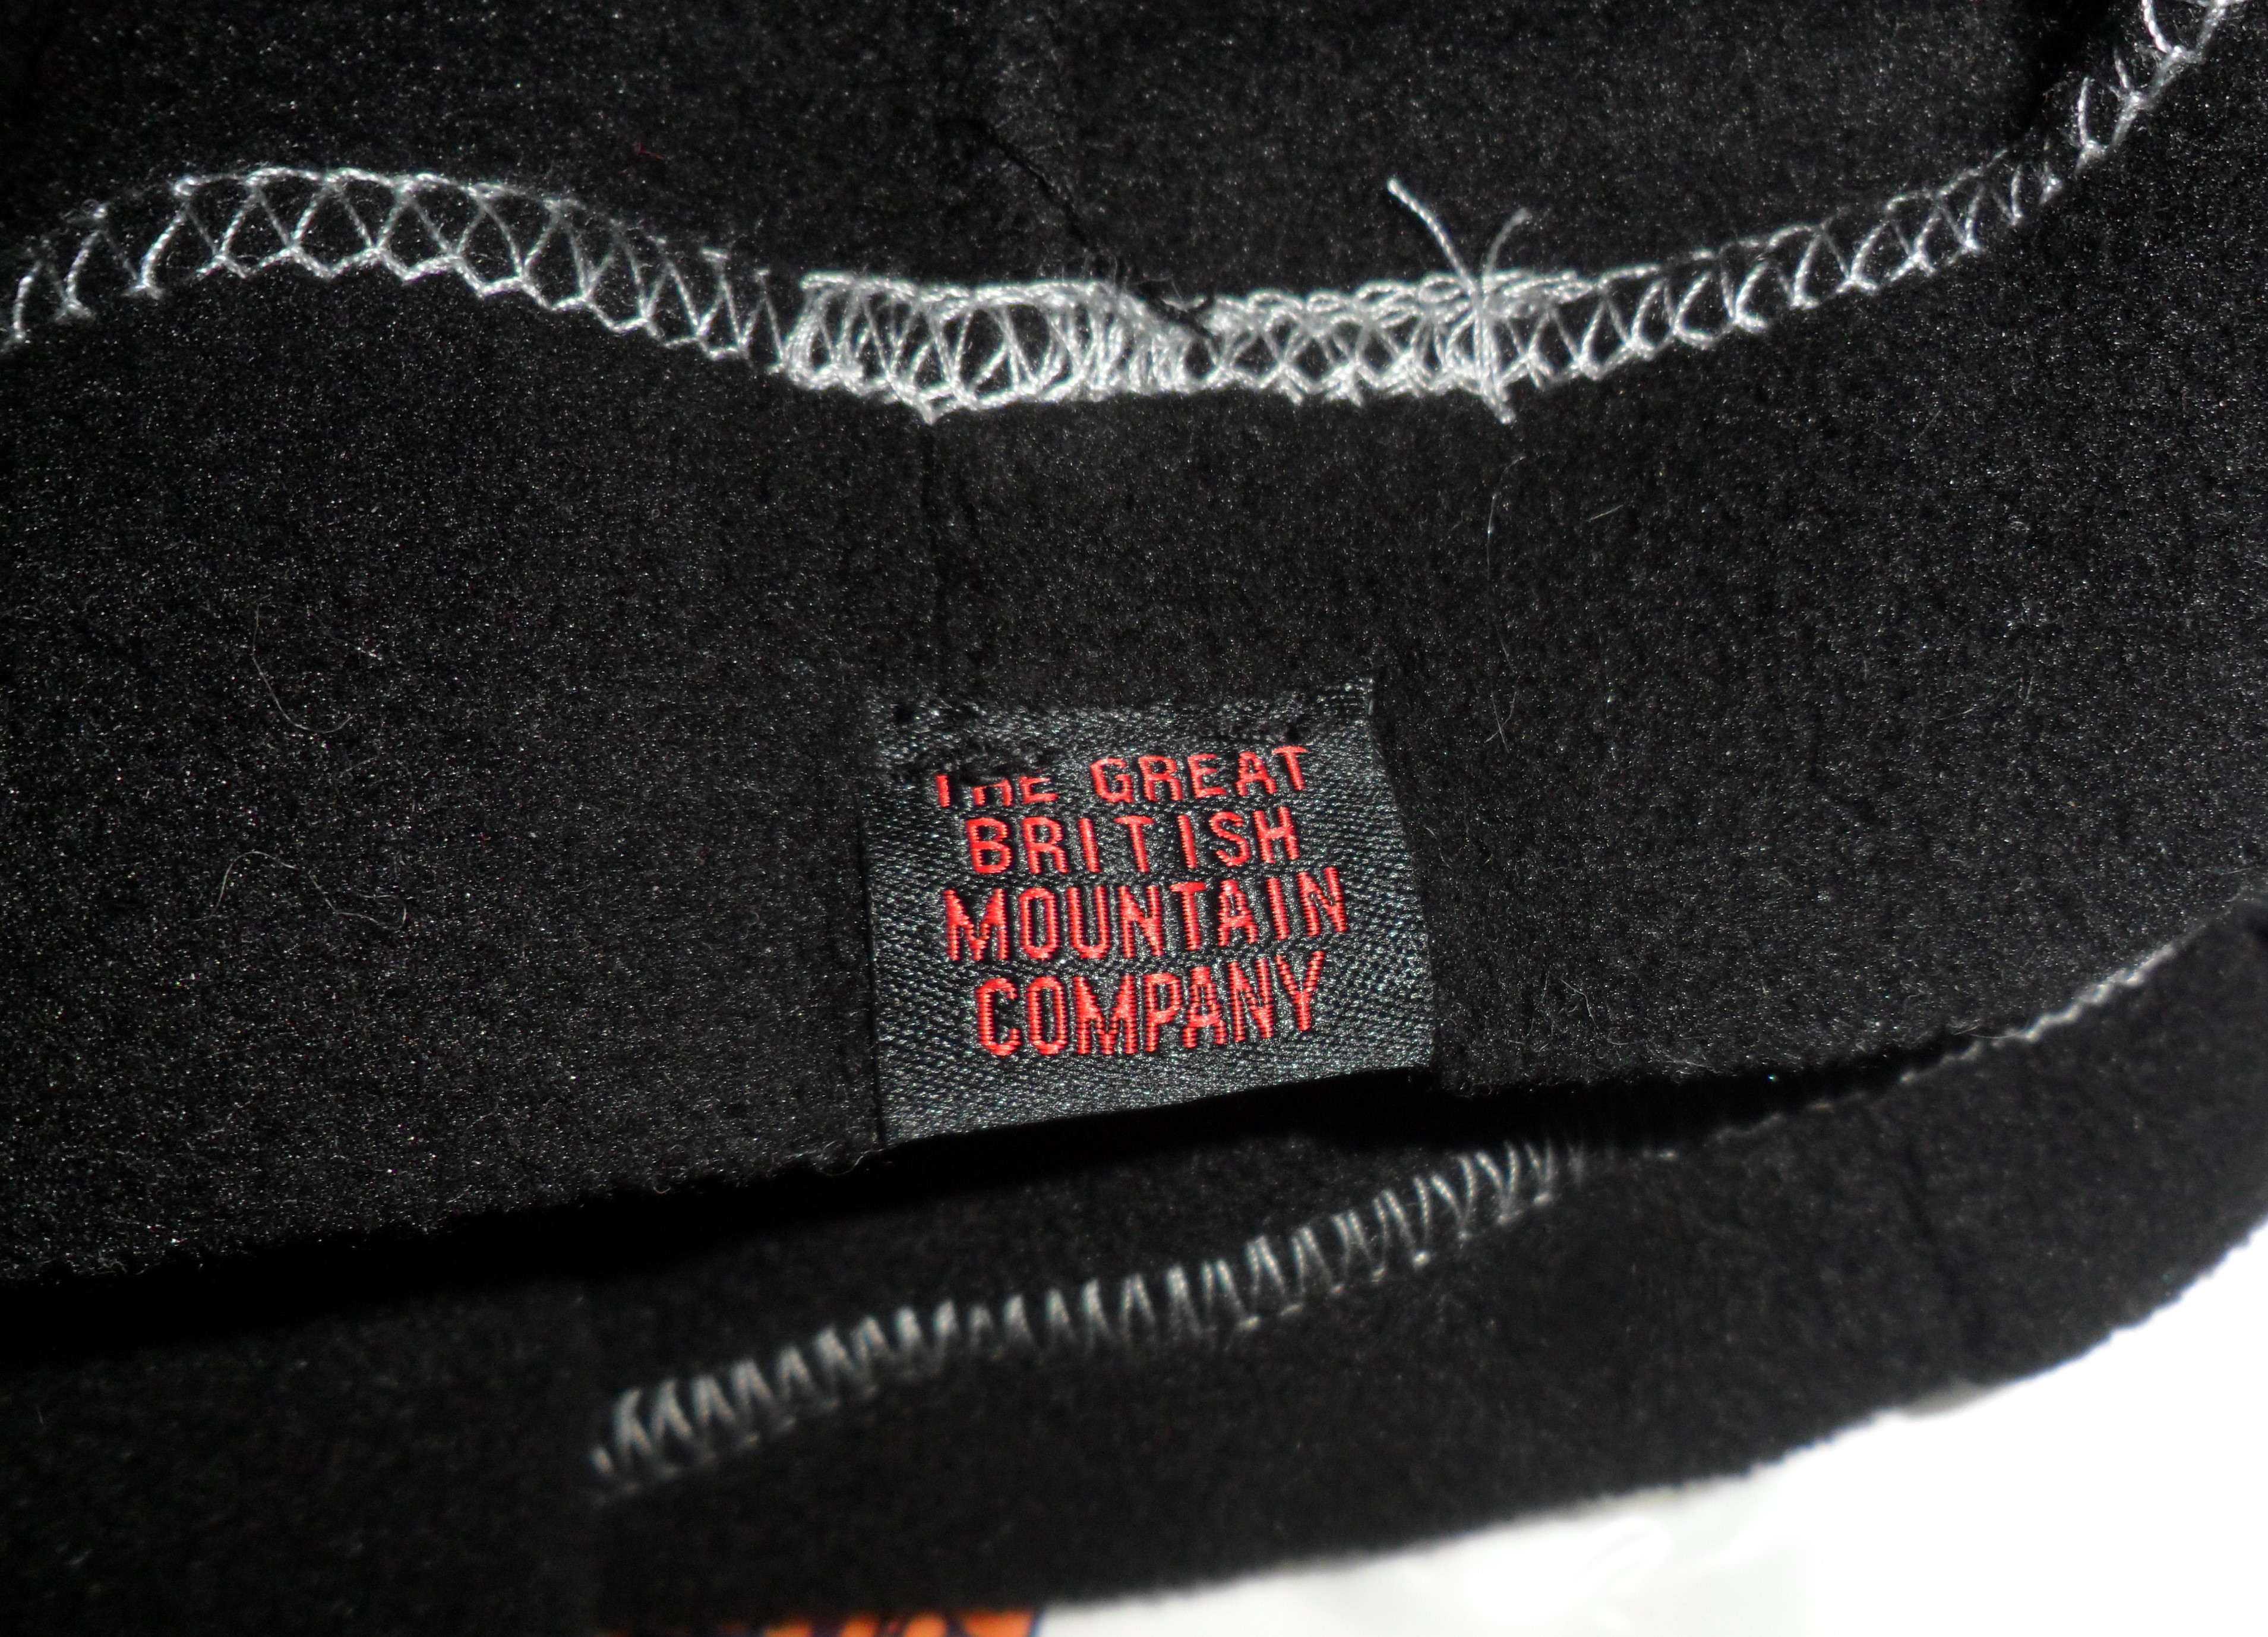 THE GREAT
BRITISH
MOUNTAIN
COMPANY